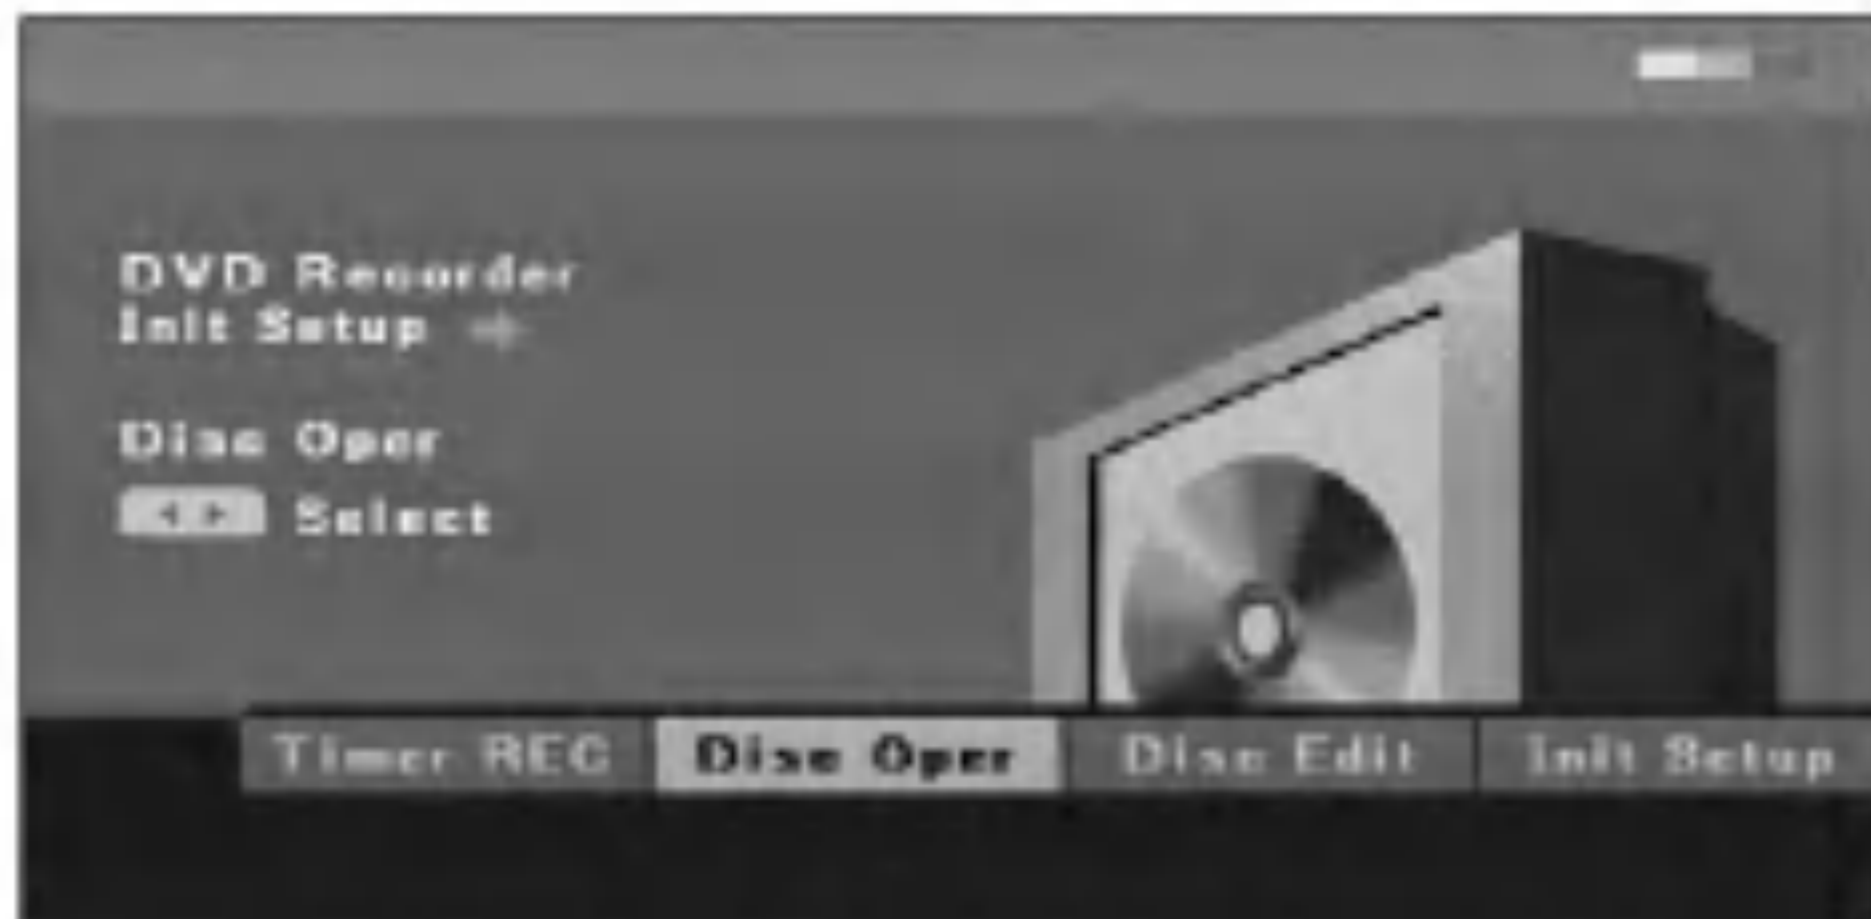 DVD Recorder
Init Setup ➔
Disc Oper
Select
Timer REC
Disc Oper
Disc Edit
Init Setup